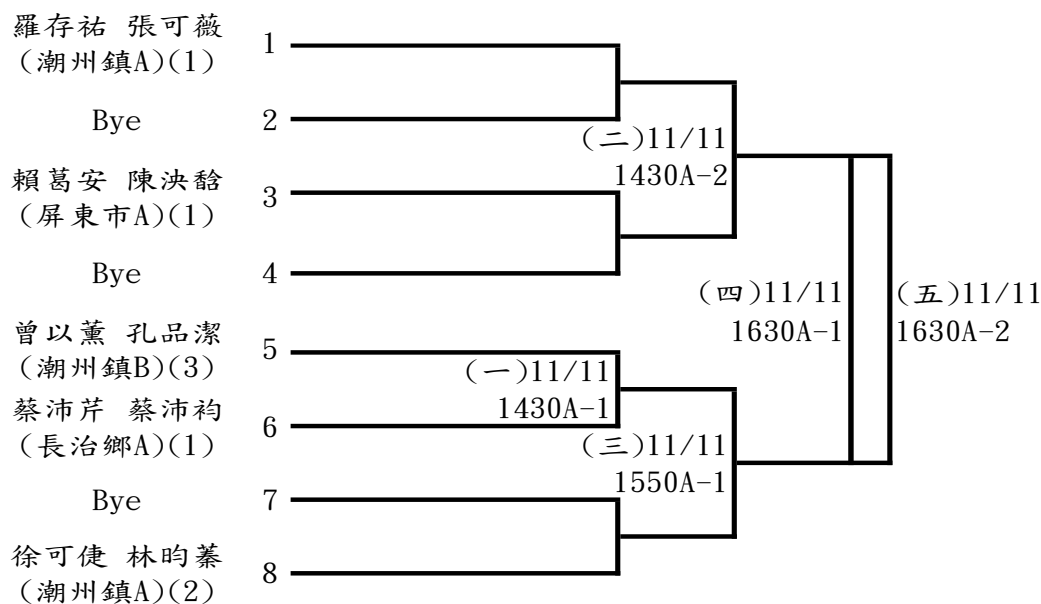 羅存祐 張可薇
(潮州鎮A)(1)
1
Bye
2
(二)11/11
1430A-2
賴葛安 陳泱馠
(屏東市A)(1)
3
Bye
4
(四)11/11
1630A-1
(五)11/11
1630A-2
曾以薰 孔品潔
(潮州鎮B)(3)
5
(一)11/11
1430A-1
蔡沛芹 蔡沛袀
(長治鄉A)(1)
6
(三)11/11
1550A-1
Bye
7
徐可倢 林昀蓁
(潮州鎮A)(2)
8